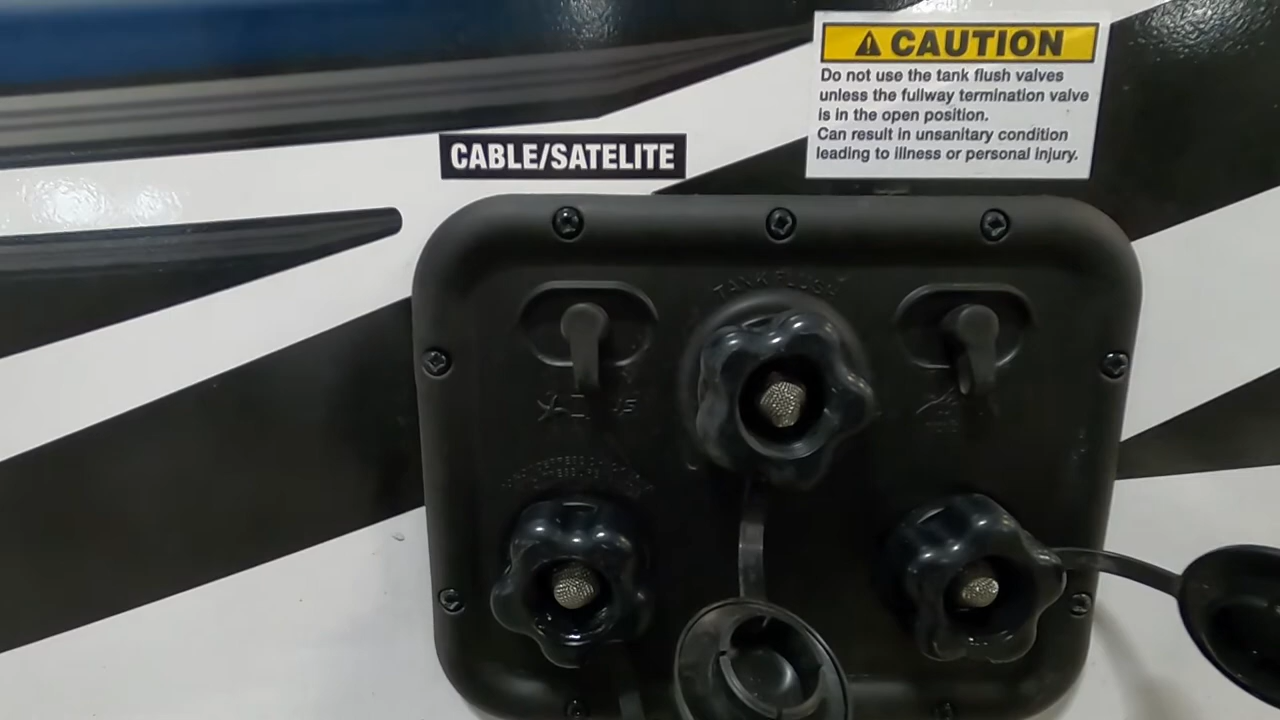 CAUTION
Do not use the tank flush valves
unless the fullway termination valve
is in the open position.
Can result in unsanitary condition
leading to illness or personal injury.
CABLE/SATELITE
TANK FLUSH